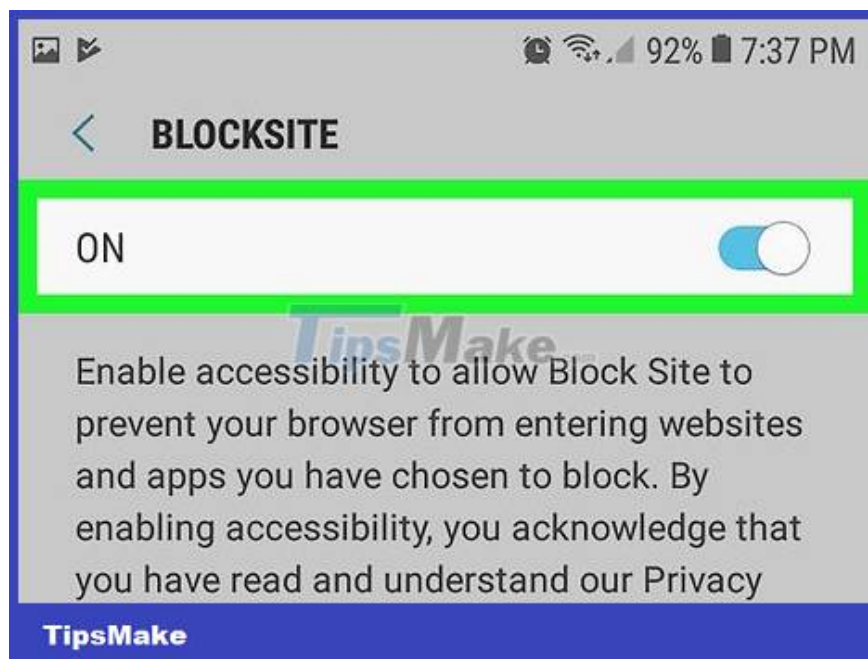 92% 7:37 PM
BLOCKSITE
ON
TipsMake
Enable accessibility to allow Block Site to
prevent your browser from entering websites
and apps you have chosen to block. By
enabling accessibility, you acknowledge that
you have read and understand our Privacy
TipsMake